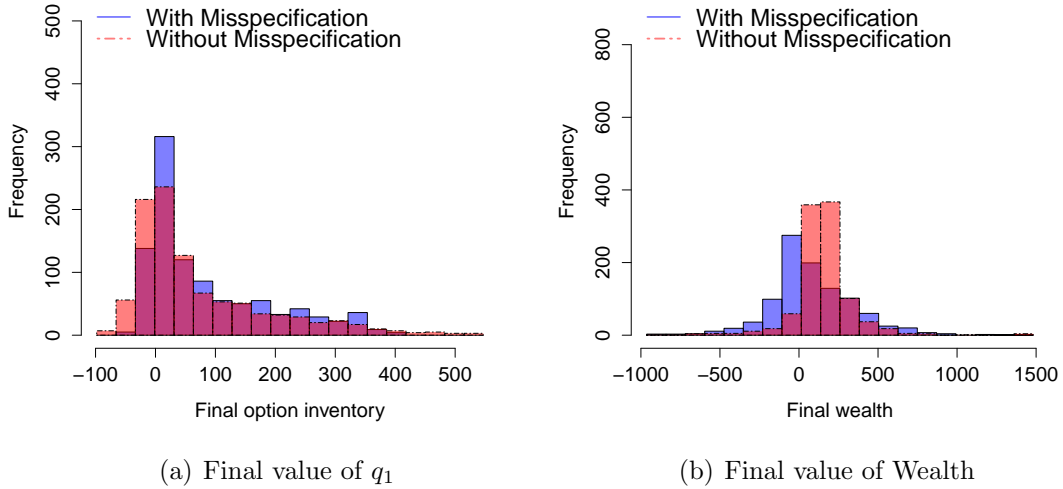 With Misspecification
Without Misspecification
Frequency
500
400
300
200
100
0
−100 0 100 200 300 400 500
Final option inventory
(a) Final value of q1
With Misspecification
Without Misspecification
Frequency
800
600
400
200
0
−1000 −500 0 500 1000 1500
Final wealth
(b) Final value of Wealth